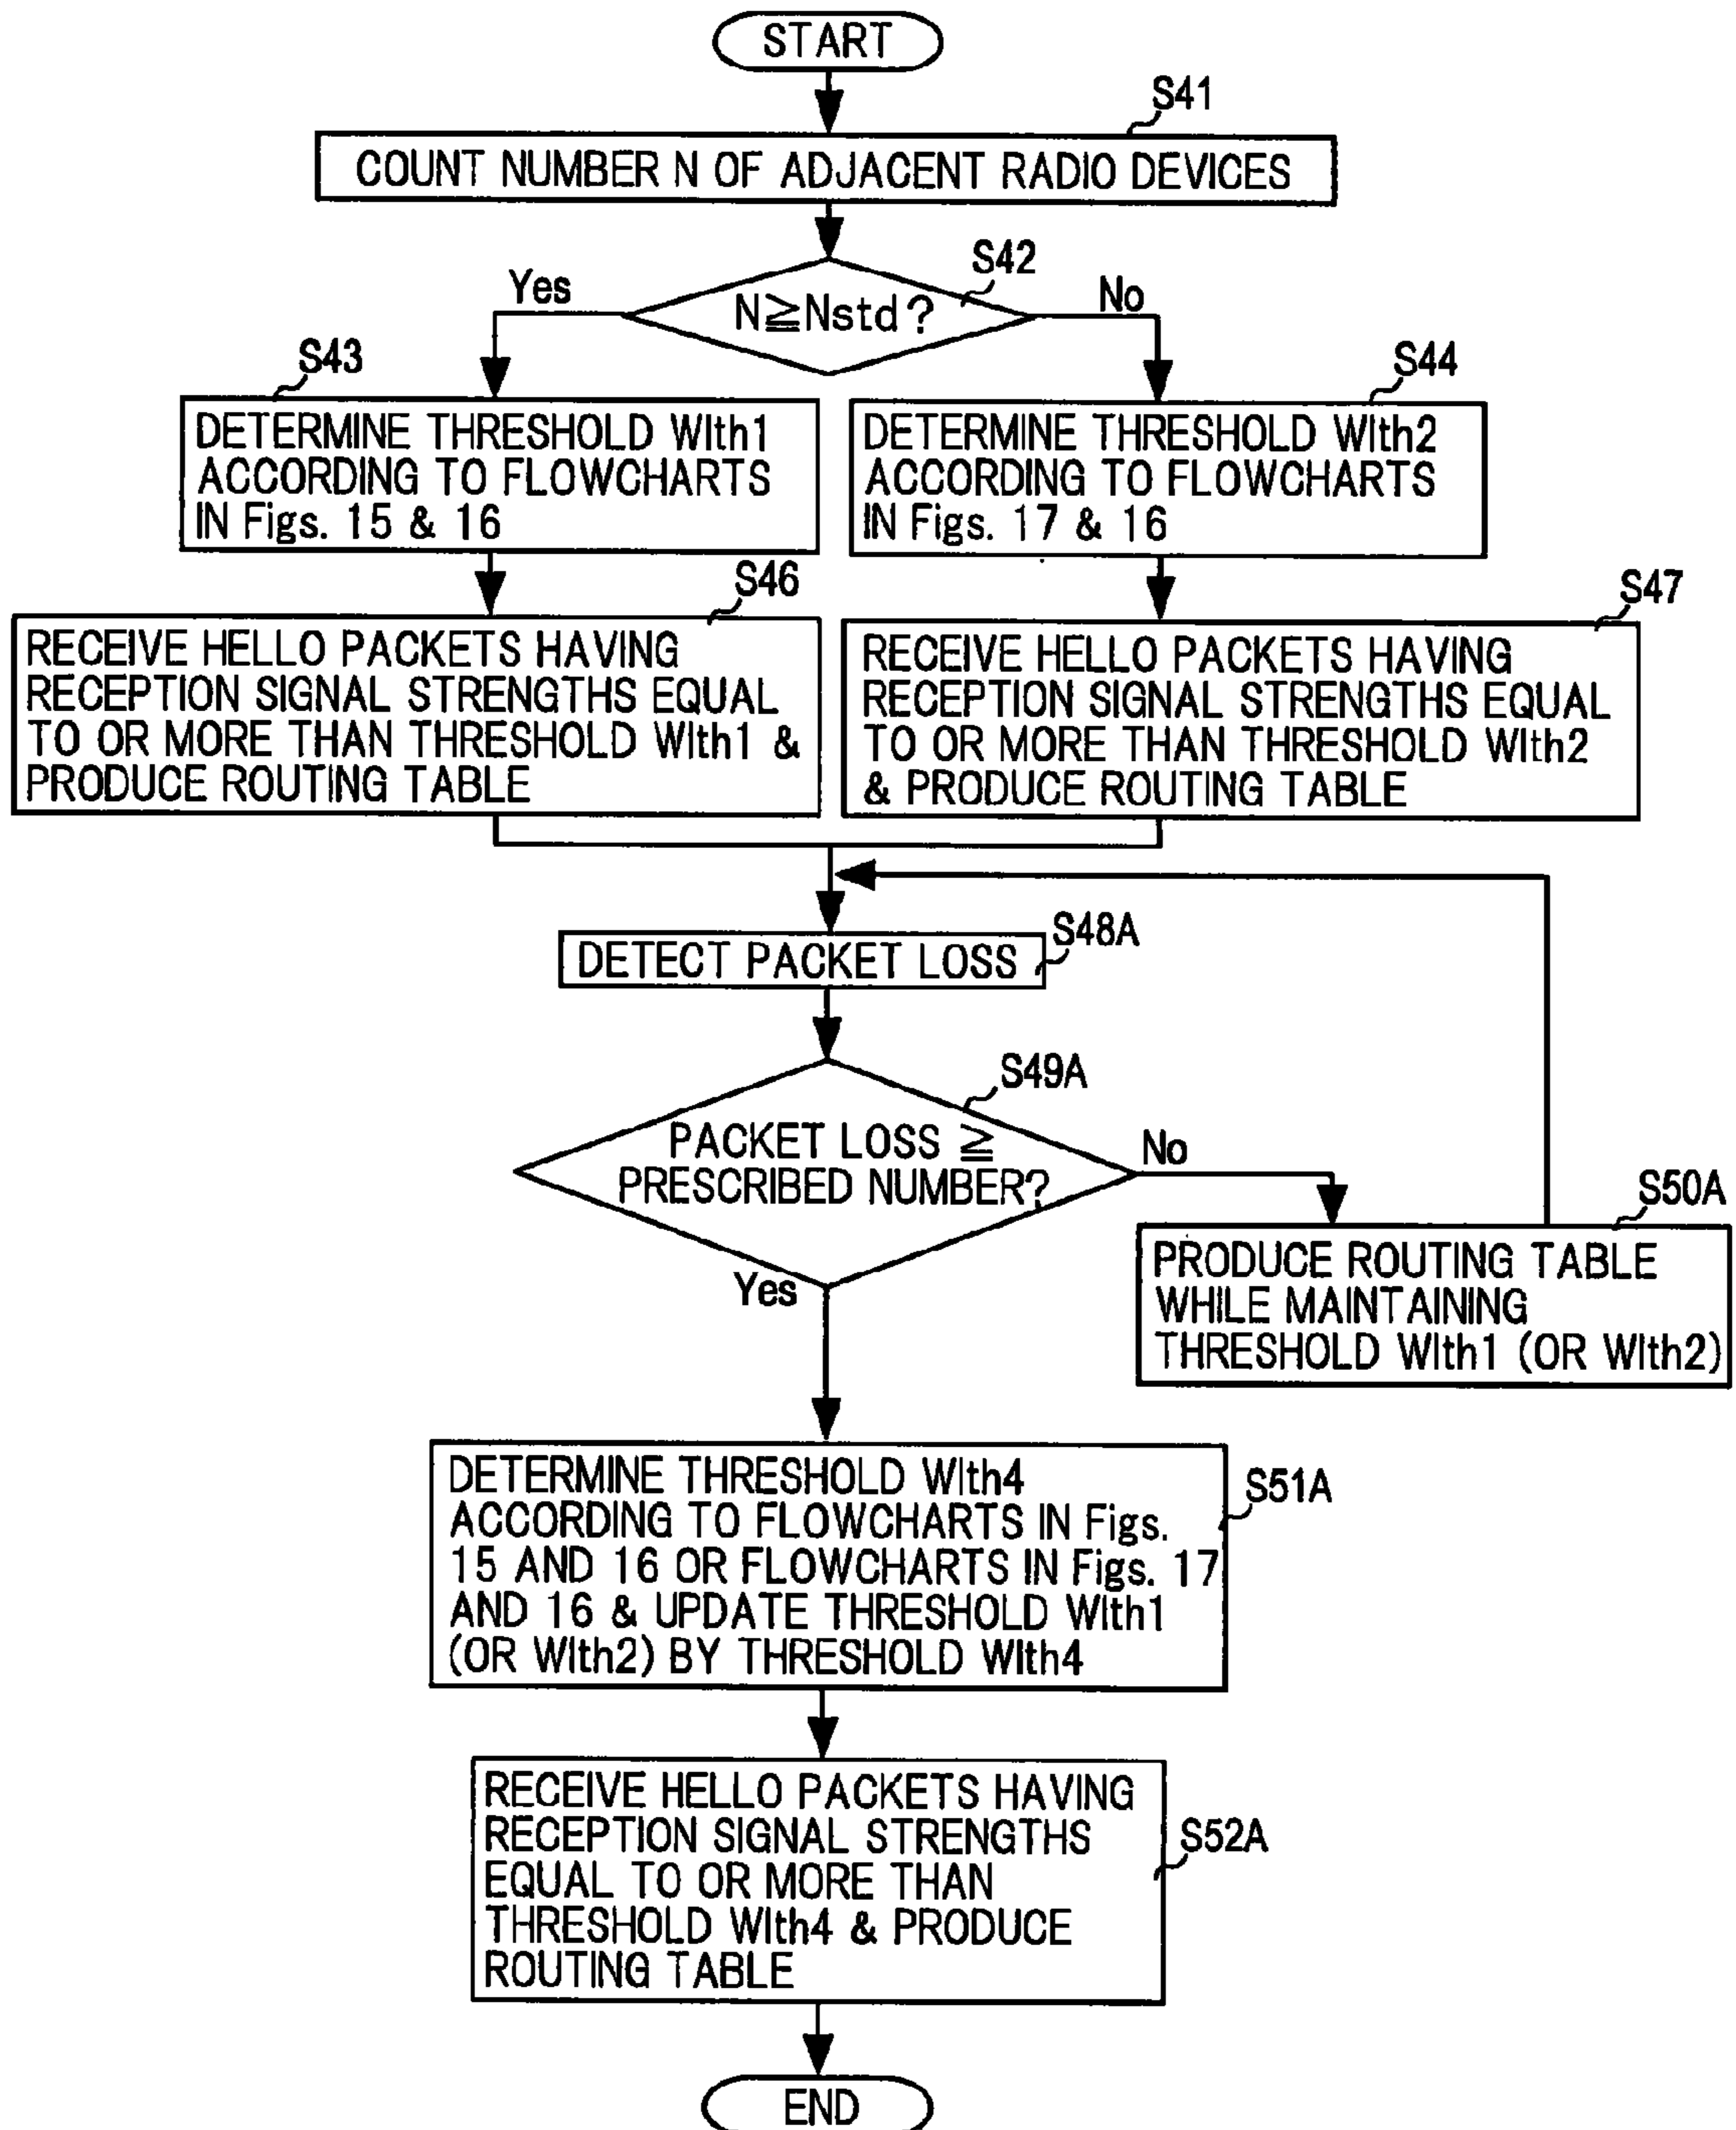 START
S41
COUNT NUMBER N OF ADJACENT RADIO DEVICES
S42
Yes
N≧Nstd?
No
S43
DETERMINE THRESHOLD WIth1
ACCORDING TO FLOWCHARTS
IN Figs. 15 & 16
S44
DETERMINE THRESHOLD WIth2
ACCORDING TO FLOWCHARTS
IN Figs. 17 & 16
S46
RECEIVE HELLO PACKETS HAVING
RECEPTION SIGNAL STRENGTHS EQUAL
TO OR MORE THAN THRESHOLD WIth1 &
PRODUCE ROUTING TABLE
S47
RECEIVE HELLO PACKETS HAVING
RECEPTION SIGNAL STRENGTHS EQUAL
TO OR MORE THAN THRESHOLD WIth2
& PRODUCE ROUTING TABLE
S48A
DETECT PACKET LOSS
S49A
PACKET LOSS ≧
PRESCRIBED NUMBER?
No
Yes
S50A
PRODUCE ROUTING TABLE
WHILE MAINTAINING
THRESHOLD WIth1 (OR WIth2)
S51A
DETERMINE THRESHOLD WIth4
ACCORDING TO FLOWCHARTS IN Figs.
15 AND 16 OR FLOWCHARTS IN Figs. 17
AND 16 & UPDATE THRESHOLD WIth1
(OR WIth2) BY THRESHOLD WIth4
S52A
RECEIVE HELLO PACKETS HAVING
RECEPTION SIGNAL STRENGTHS
EQUAL TO OR MORE THAN
THRESHOLD WIth4 & PRODUCE
ROUTING TABLE
END